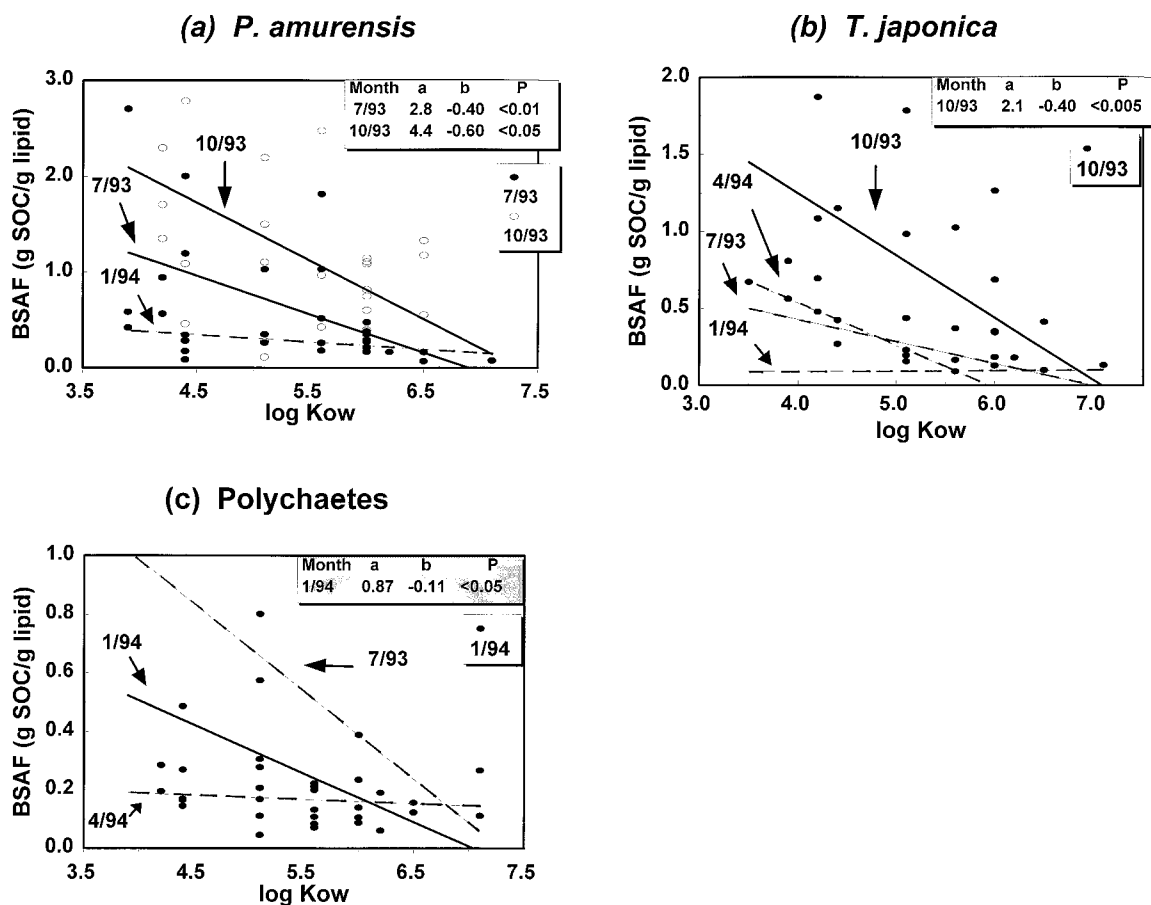 (a) P. amurensis
BSAF (g SOC/g lipid)
3.0
2.0
1.0
0.0
Month a b P
7/93 2.8 -0.40 <0.01
10/93 4.4 -0.60 <0.05
10/93
7/93
1/94
7/93
10/93
3.5 4.5 5.5 6.5 7.5
log Kow
(b) T. japonica
BSAF (g SOC/g lipid)
2.0
1.5
1.0
0.5
0.0
Month a b P
10/93 2.1 -0.40 <0.005
10/93
4/94
7/93
1/94
10/93
3.0 4.0 5.0 6.0 7.0
log Kow
(c) Polychaetes
BSAF (g SOC/g lipid)
1.0
0.8
0.6
0.4
0.2
0.0
Month a b P
1/94 0.87 -0.11 <0.05
1/94
1/94
7/93
4/94
3.5 4.5 5.5 6.5 7.5
log Kow